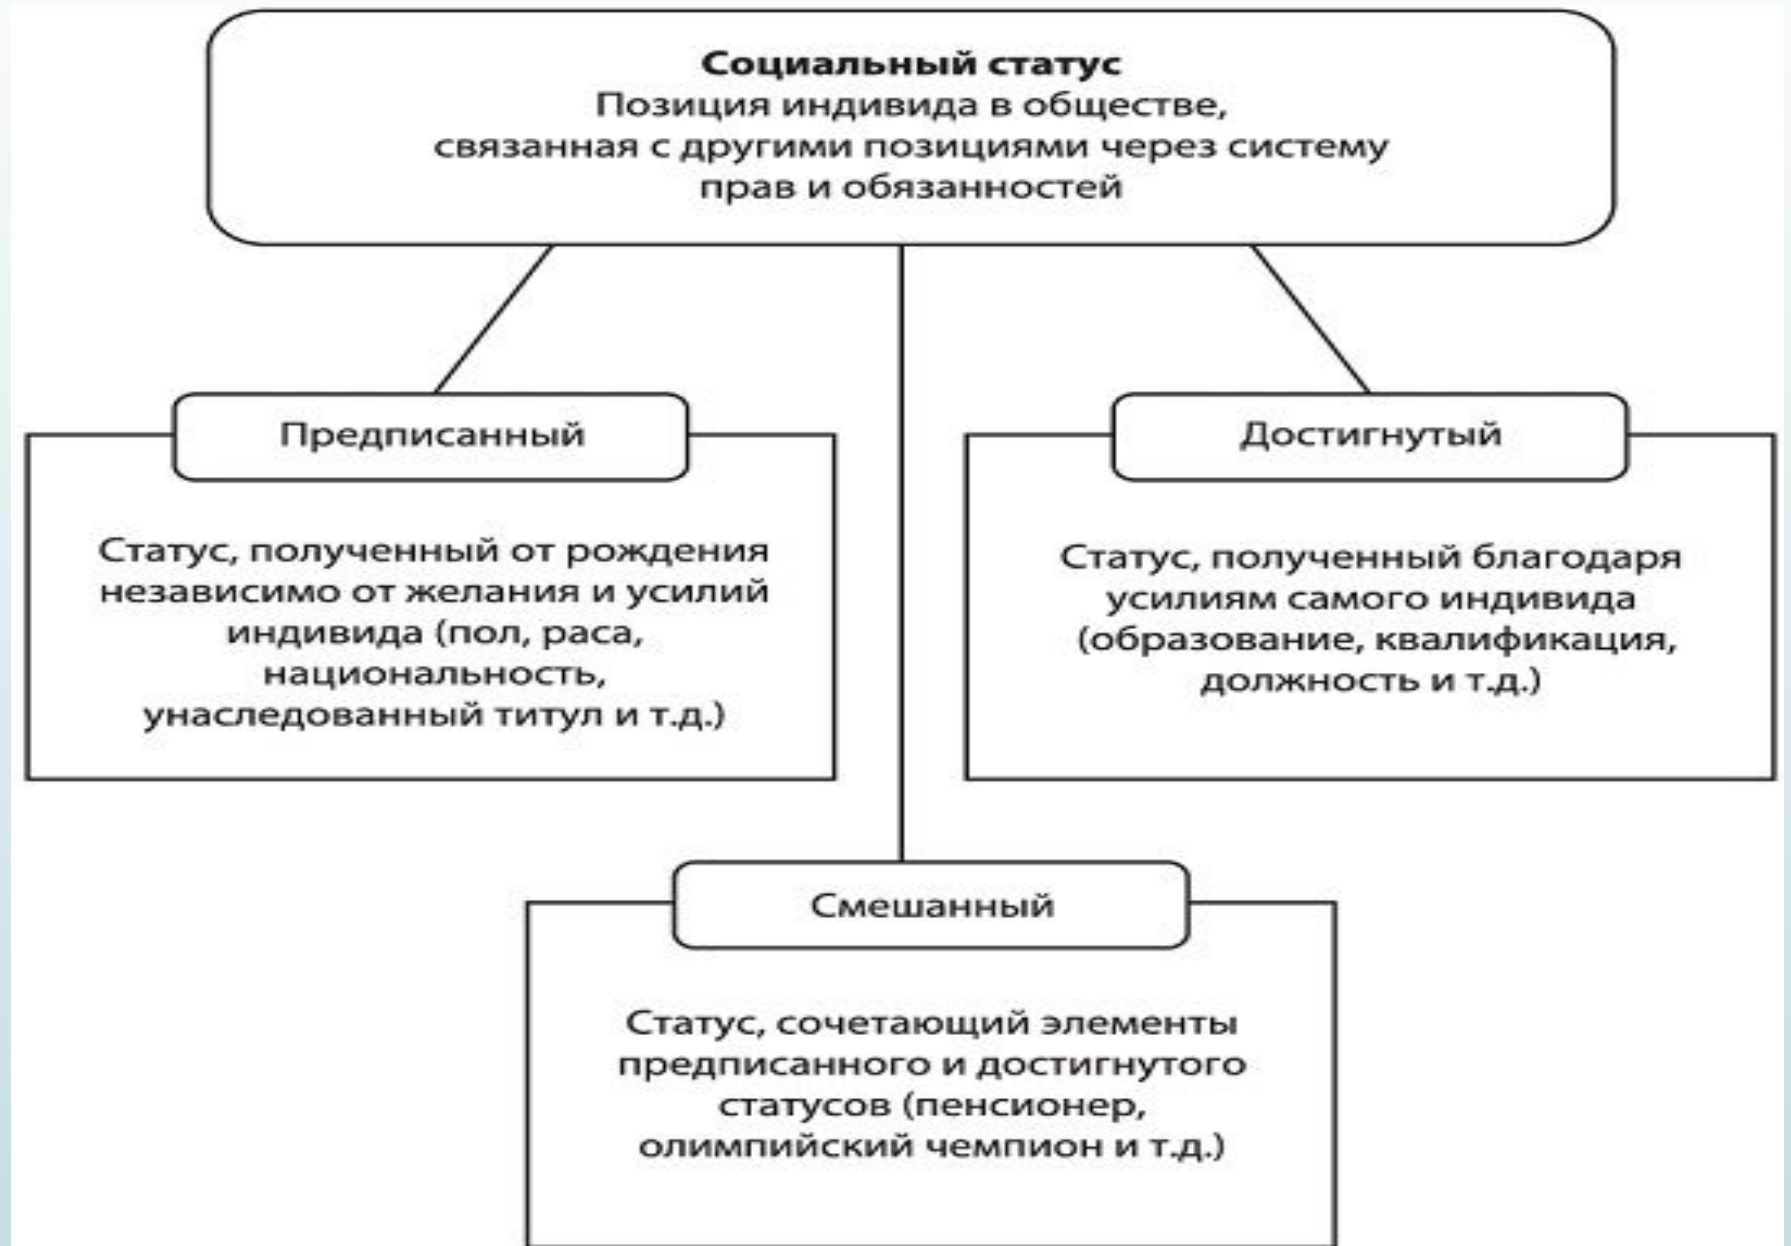 Социальный статус
Позиция индивида в обществе,
связанная с другими позициями через систему
прав и обязанностей
Предписанный
Статус, полученный от рождения
независимо от желания и усилий
индивида (пол, раса,
национальность,
унаследованный титул и т.д.)
Достигнутый
Статус, полученный благодаря
усилиям самого индивида
(образование, квалификация,
должность и т.д.)
Смешанный
Статус, сочетающий элементы
предписанного и достигнутого
статусов (пенсионер,
олимпийский чемпион и т.д.)